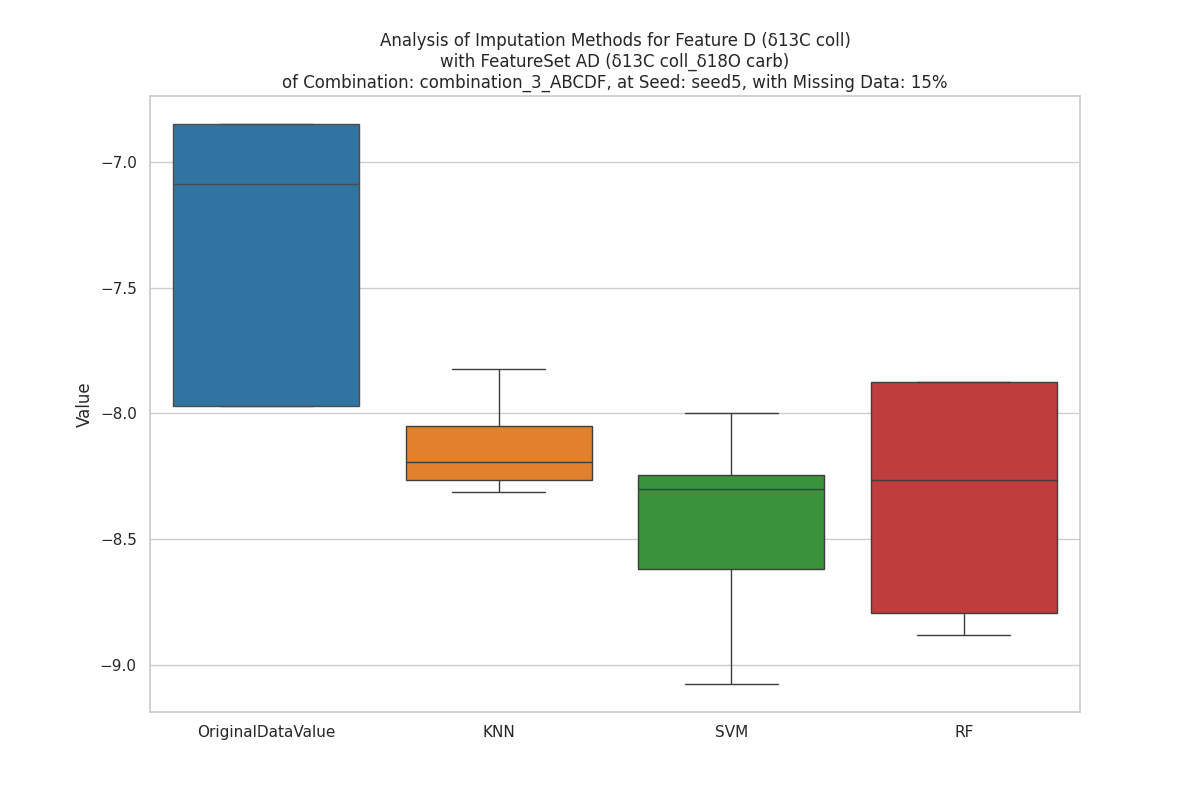 Analysis of Imputation Methods for Feature D (δ13C coll)
with FeatureSet AD (δ13C coll_δ18O carb)
of Combination: combination_3_ABCDF, at Seed: seed5, with Missing Data: 15%
−7.0
−7.5
−8.0
−8.5
−9.0
Value
OriginalDataValue
KNN
SVM
RF